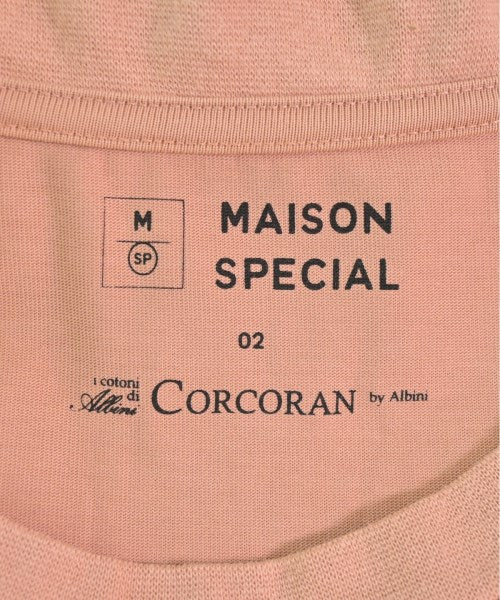 M
SP
MAISON
SPECIAL
02
i cotoni
di
Albini
CORCORAN by Albini